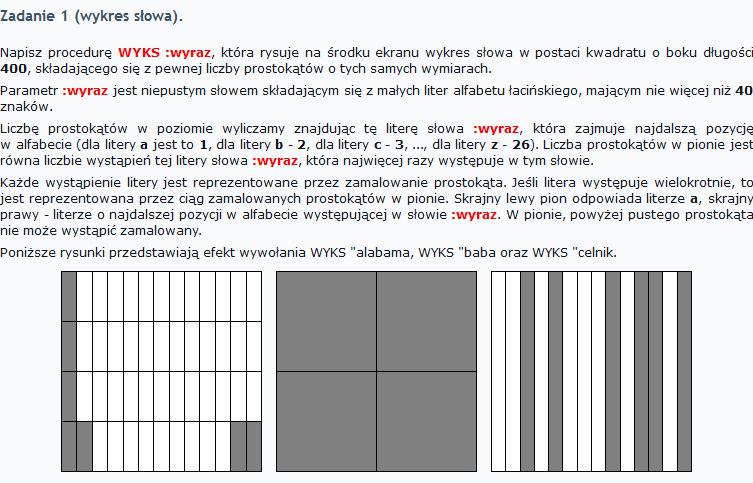 Zadanie 1 (wykres słowa).
Napisz procedurę WYKS :wyraz, która rysuje na środku ekranu wykres słowa w postaci kwadratu o boku długości
400, składającego się z pewnej liczby prostokątów o tych samych wymiarach.
Parametr :wyraz jest niepustym słowem składającym się z małych liter alfabetu łacińskiego, mającym nie więcej niż 40
znaków.
Liczbę prostokątów w poziomie wyliczamy znajdując tę literę słowa :wyraz, która zajmuje najdalszą pozycję
w alfabecie (dla litery a jest to 1, dla litery b - 2, dla litery c - 3, ..., dla litery z - 26). Liczba prostokątów w pionie jest
równa liczbie wystąpień tej litery słowa :wyraz, która najwięcej razy występuje w tym słowie.
Każde wystąpienie litery jest reprezentowane przez zamalowanie prostokąta. Jeśli litera występuje wielokrotnie, to
jest reprezentowana przez ciąg zamalowanych prostokątów w pionie. Skrajny lewy pion odpowiada literze a, skrajny
prawy - literze o najdalszej pozycji w alfabecie występującej w słowie :wyraz. W pionie, powyżej pustego prostokąta
nie może wystąpić zamalowany.
Poniższe rysunki przedstawiają efekt wywołania WYKS "alabama, WYKS "baba oraz WYKS "celnik.